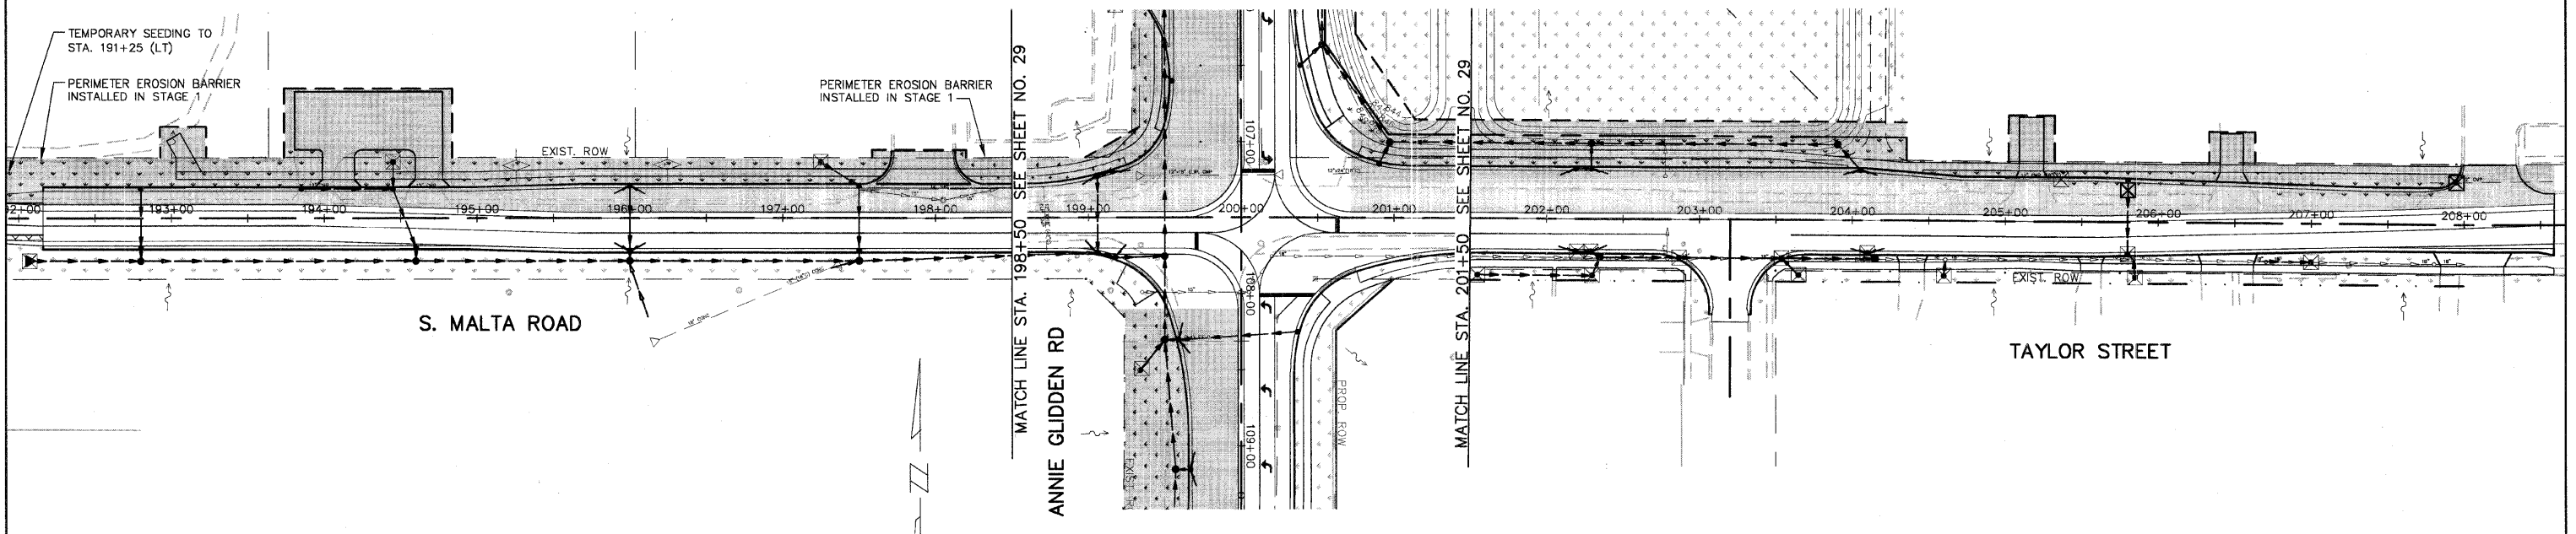 TEMPORARY SEEDING TO
STA. 191+25 (LT)
PERIMETER EROSION BARRIER
INSTALLED IN STAGE 1
PERIMETER EROSION BARRIER
INSTALLED IN STAGE 1
EXIST. ROW
193+00
194+00
195+00
196+00
197+00
198+00
199+00
200+00
201+00
202+00
203+00
204+00
205+00
206+00
207+00
208+00
107+00
108+00
109+00
MATCH LINE STA. 198+50 SEE SHEET NO. 29
MATCH LINE STA. 201+50 SEE SHEET NO. 29
S. MALTA ROAD
ANNIE GLIDDEN RD
PROP. ROW
EXIST. ROW
TAYLOR STREET